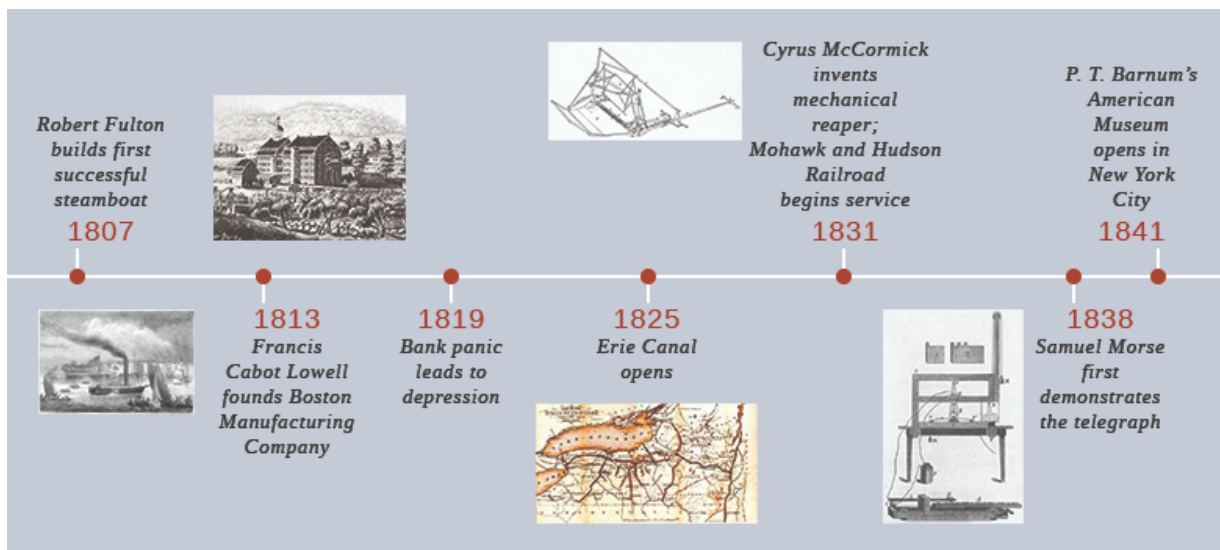 Robert Fulton
builds first
successful
steamboat
1807
1813
Francis
Cabot Lowell
founds Boston
Manufacturing
Company
1819
Bank panic
leads to
depression
1825
Erie Canal
opens
Cyrus McCormick
invents
mechanical
reaper;
Mohawk and Hudson
Railroad
begins service
1831
1838
Samuel Morse
first
demonstrates
the telegraph
P. T. Barnum’s
American
Museum
opens in
New York
City
1841